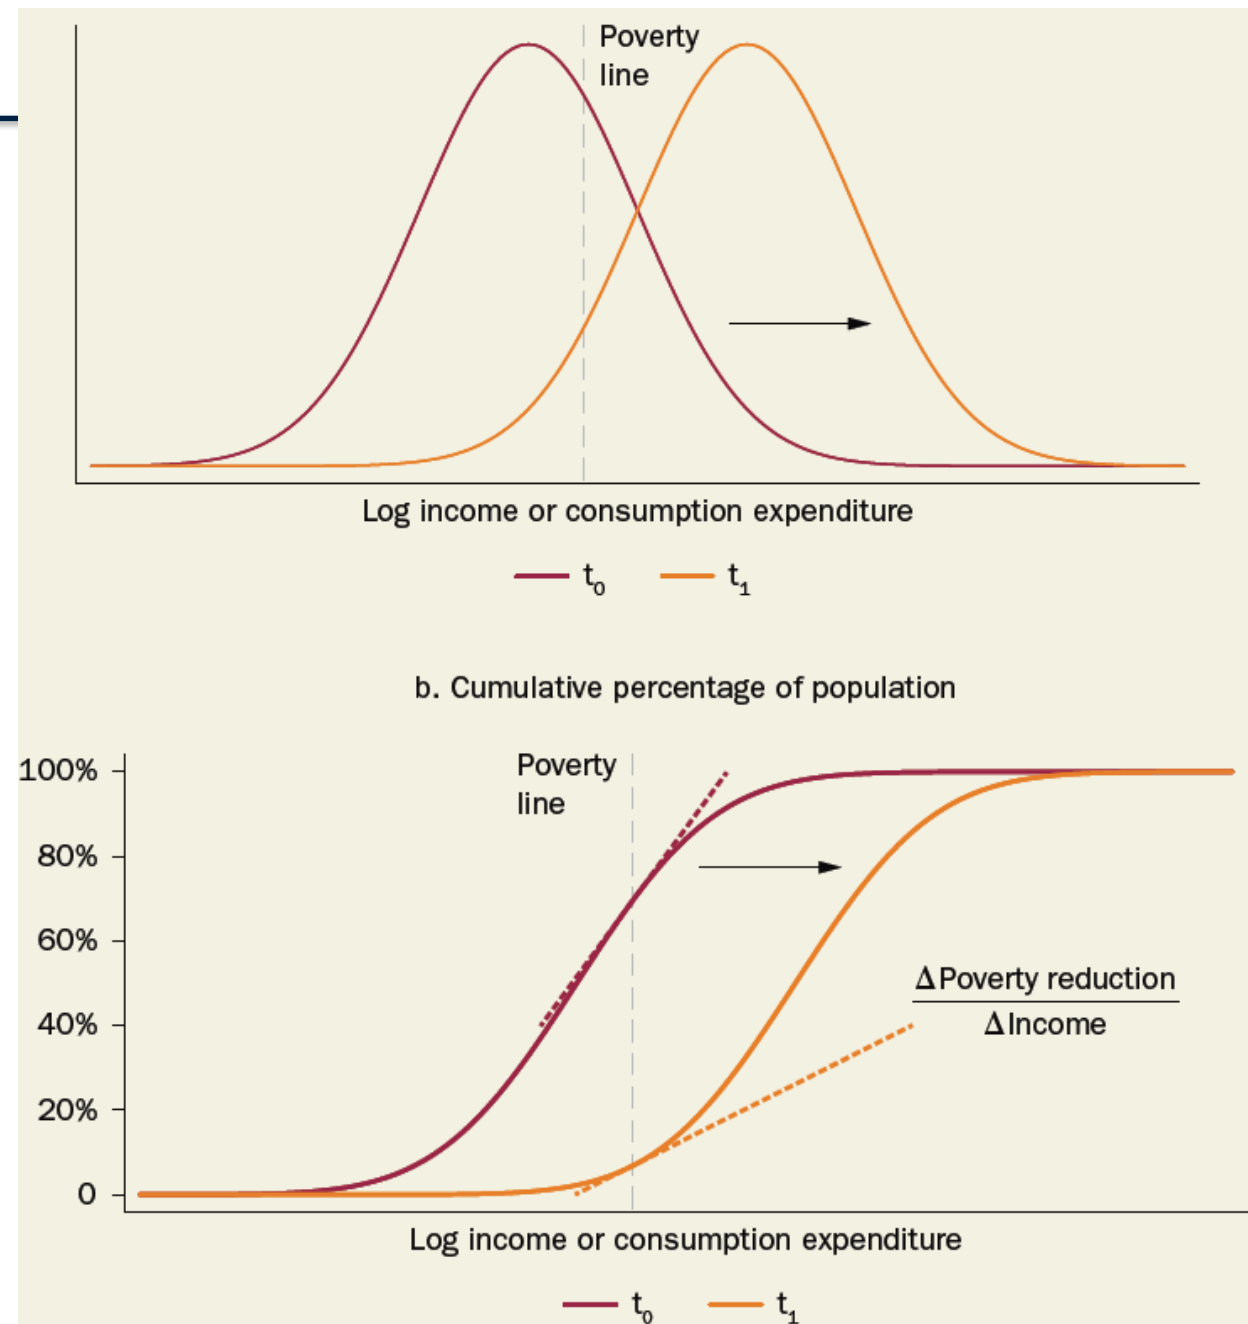 Poverty
line
Log income or consumption expenditure
t₀ t₁
b. Cumulative percentage of population
Poverty
line
100%
80%
60%
40%
20%
0
ΔPoverty reduction
ΔIncome
Log income or consumption expenditure
t₀ t₁